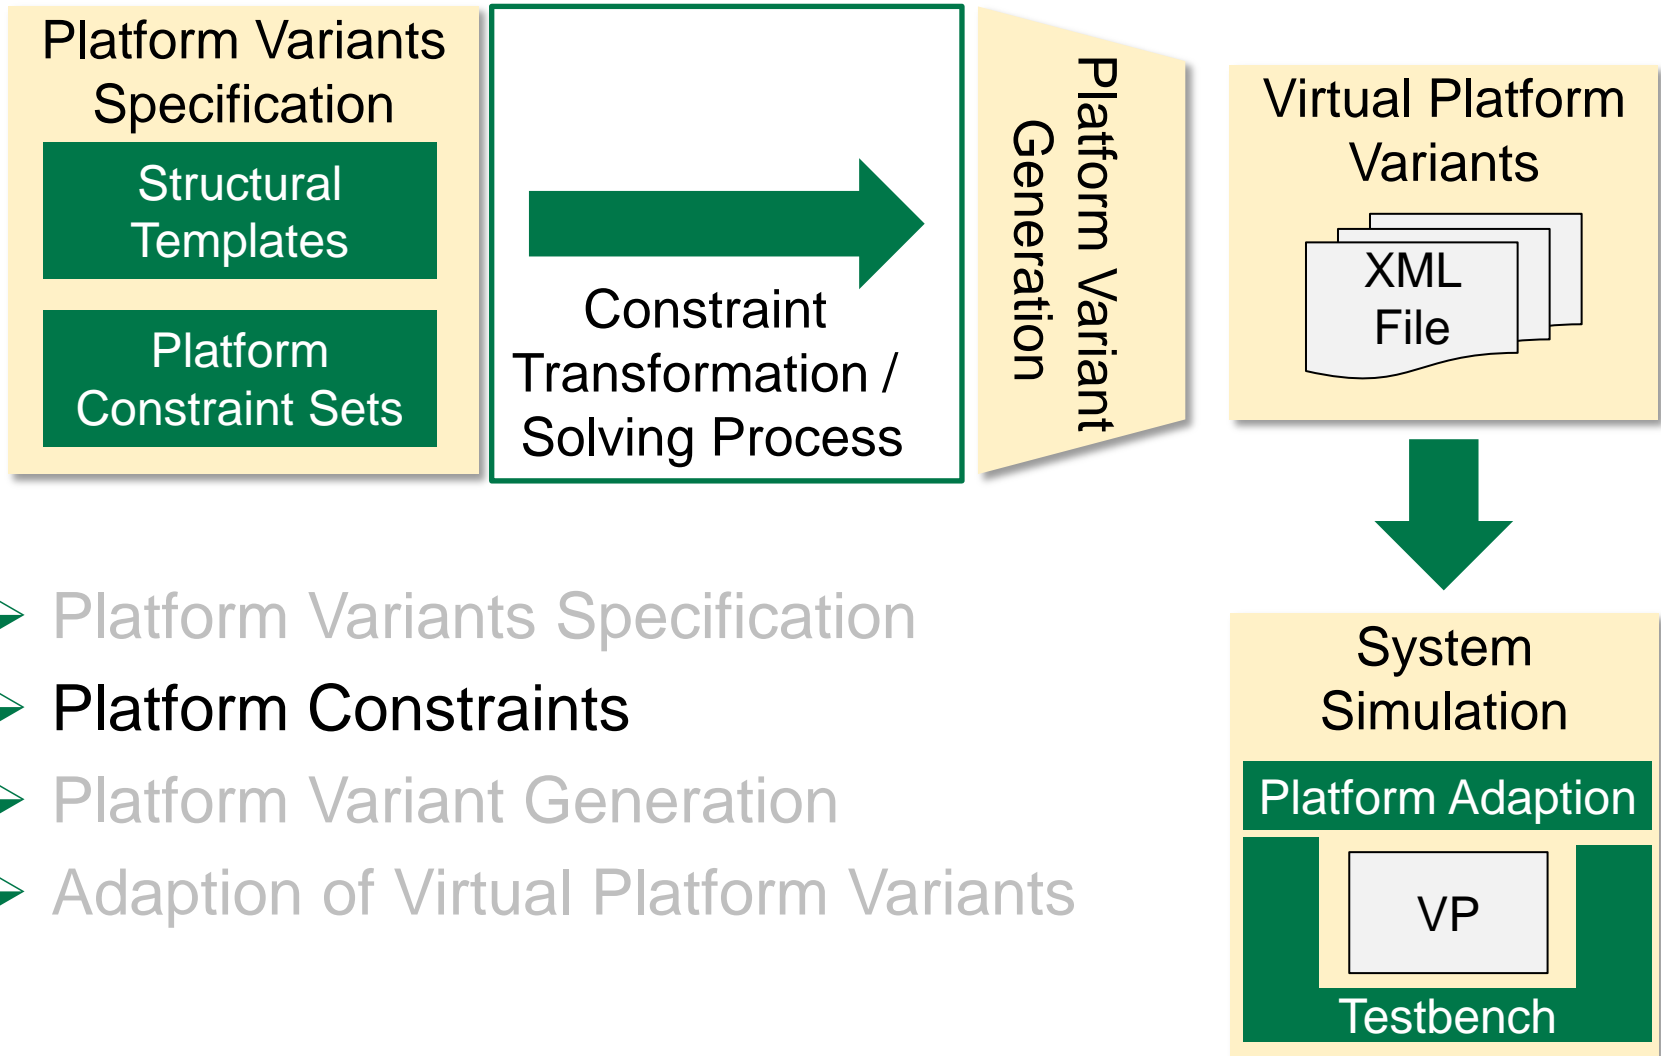 Platform Variants
Specification
Structural
Templates
Platform
Constraint Sets
Constraint
Transformation /
Solving Process
Platform Variant
Generation
Virtual Platform
Variants
XML
File
Platform Variants Specification
Platform Constraints
Platform Variant Generation
Adaption of Virtual Platform Variants
System
Simulation
Platform Adaption
VP
Testbench